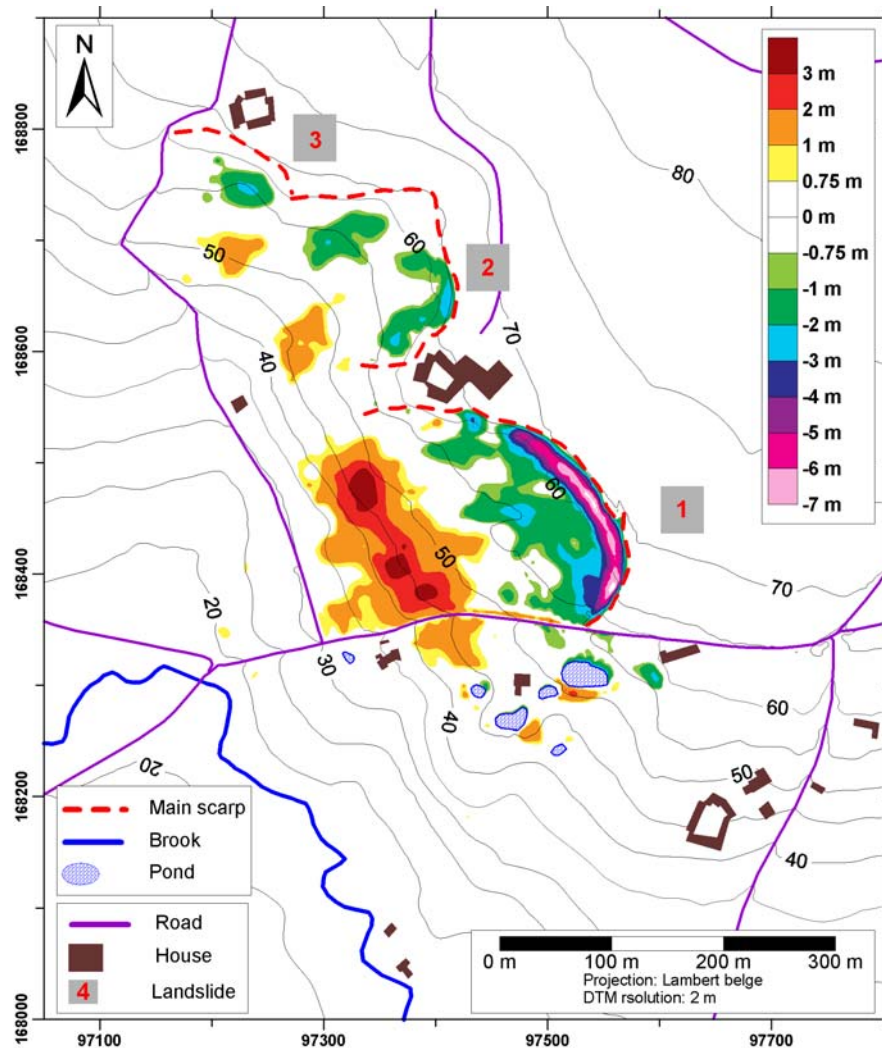 N
3
2
1
80
50
60
70
40
60
50
70
20
30
40
60
20
50
40
3 m
2 m
1 m
0.75 m
0 m
-0.75 m
-1 m
-2 m
-3 m
-4 m
-5 m
-6 m
-7 m
Main scarp
Brook
Pond
Road
House
4 Landslide
0 m 100 m 200 m 300 m
Projection: Lambert belge
DTM rsolution: 2 m
168800
168600
168400
168200
168000
97100 97300 97500 97700